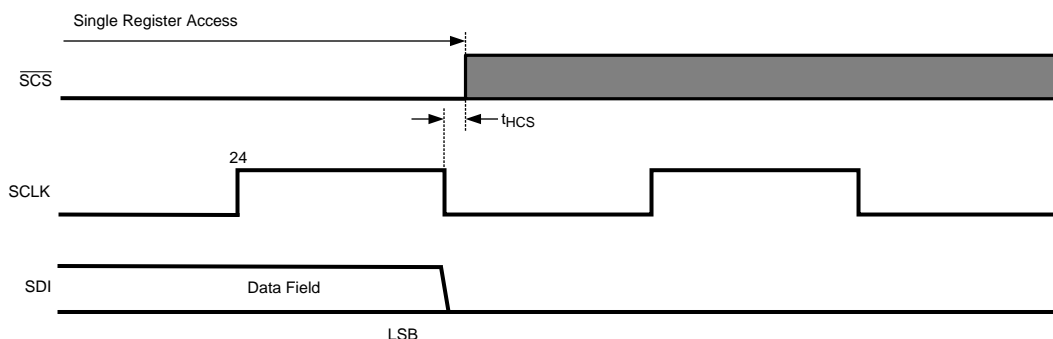 Single Register Access
SCS
tHCS
24
SCLK
SDI
Data Field
LSB